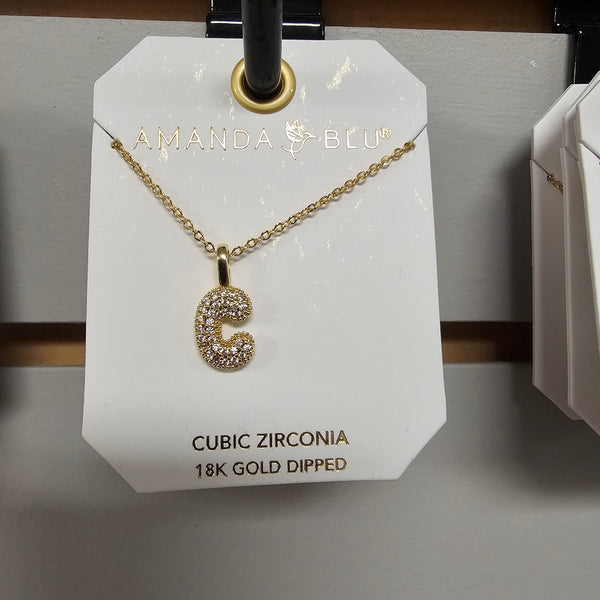 AMANDA BLU®
C
CUBIC ZIRCONIA
18K GOLD DIPPED